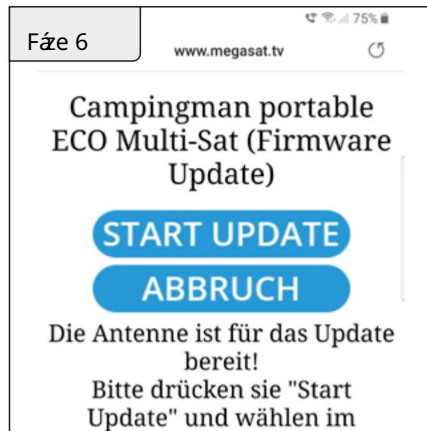 75%
Fáze 6
www.megasat.tv
Campingman portable
ECO Multi-Sat (Firmware
Update)
START UPDATE
ABBRUCH
Die Antenne ist für das Update
bereit!
Bitte drücken sie "Start
Update" und wählen im